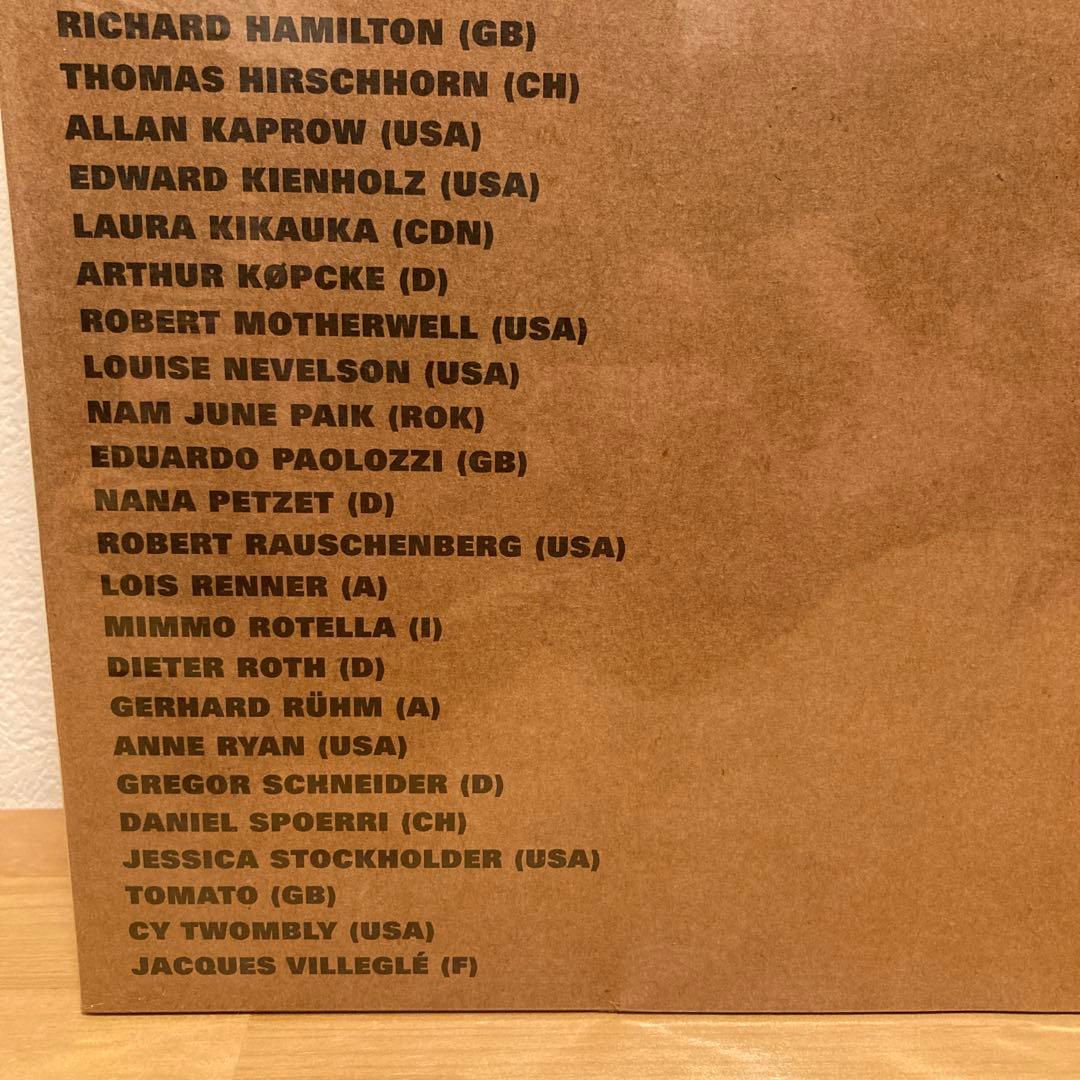 RICHARD HAMILTON (GB)
THOMAS HIRSCHHORN (CH)
ALLAN KAPROW (USA)
EDWARD KIENHOLZ (USA)
LAURA KIKAUKA (CDN)
ARTHUR KØPCKE (D)
ROBERT MOTHERWELL (USA)
LOUISE NEVELSON (USA)
NAM JUNE PAIK (ROK)
EDUARDO PAOLOZZI (GB)
NANA PETZET (D)
ROBERT RAUSCHENBERG (USA)
LOIS RENNER (A)
MIMMO ROTELLA (I)
DIETER ROTH (D)
GERHARD RÜHM (A)
ANNE RYAN (USA)
GREGOR SCHNEIDER (D)
DANIEL SPOERRI (CH)
JESSICA STOCKHOLDER (USA)
TOMATO (GB)
CY TWOMBLY (USA)
JACQUES VILLEGLÉ (F)